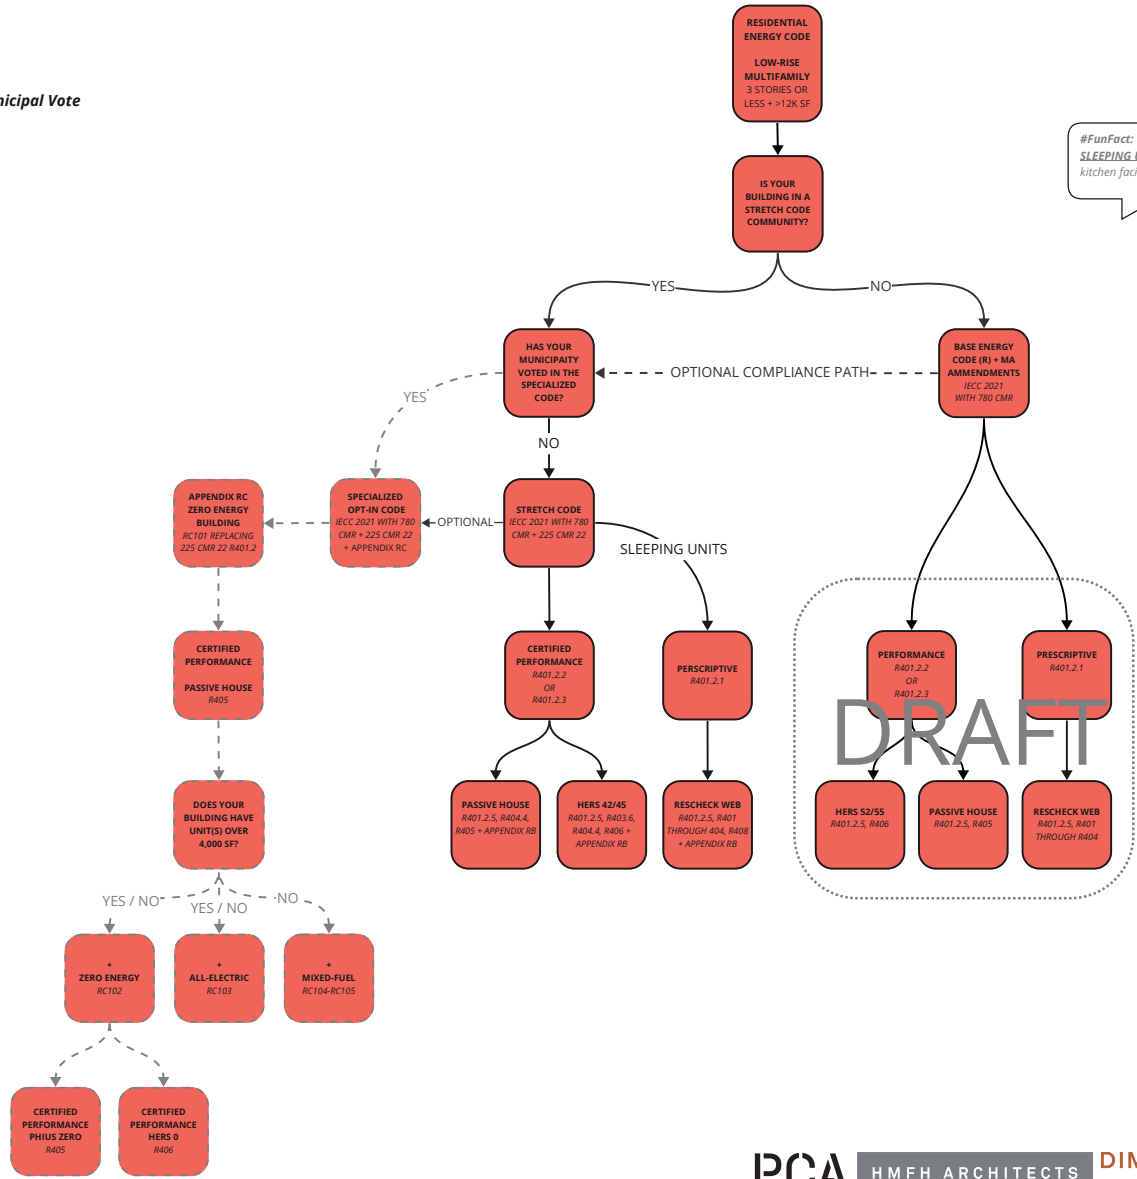 RESIDENTIAL
ENERGY CODE
LOW-RISE
MULTIFAMILY
3 STORIES OR
LESS + >12K SF
nicipal Vote
#FunFact:
SLEEPING U
kitchen faci
IS YOUR
BUILDING IN A
STRETCH CODE
COMMUNITY?
YES
NO
HAS YOUR
MUNICIPAITY
VOTED IN THE
SPECIALIZED
CODE?
OPTIONAL COMPLIANCE PATH
BASE ENERGY
CODE (R) + MA
AMMENDMENTS
IECC 2021
WITH 780 CMR
YES
NO
APPENDIX RC
ZERO ENERGY
BUILDING
RC101 REPLACING
225 CMR 22 R401.2
SPECIALIZED
OPT-IN CODE
IECC 2021 WITH 780
CMR + 225 CMR 22
+ APPENDIX RC
OPTIONAL
STRETCH CODE
IECC 2021 WITH 780
CMR + 225 CMR 22
SLEEPING UNITS
CERTIFIED
PERFORMANCE
PASSIVE HOUSE
R405
CERTIFIED
PERFORMANCE
R401.2.2
OR
R401.2.3
PERSCRIPTIVE
R401.2.1
PERFORMANCE
R401.2.2
OR
R401.2.3
PRESCRIPTIVE
R401.2.1
DRAFT
DOES YOUR
BUILDING HAVE
UNIT(S) OVER
4,000 SF?
PASSIVE HOUSE
R401.2.5, R404.4,
R405 + APPENDIX RB
HERS 42/45
R401.2.5, R403.6,
R404.4, R406 +
APPENDIX RB
RESCHECK WEB
R401.2.5, R401
THROUGH 404, R408
+ APPENDIX RB
HERS 52/55
R401.2.5, R406
PASSIVE HOUSE
R401.2.5, R405
RESCHECK WEB
R401.2.5, R401
THROUGH R404
YES / NO
YES / NO
NO
+
ZERO ENERGY
RC102
+
ALL-ELECTRIC
RC103
+
MIXED-FUEL
RC104-RC105
CERTIFIED
PERFORMANCE
PHIUS ZERO
R405
CERTIFIED
PERFORMANCE
HERS 0
R406
PCA
HMFH ARCHITECTS
DIM